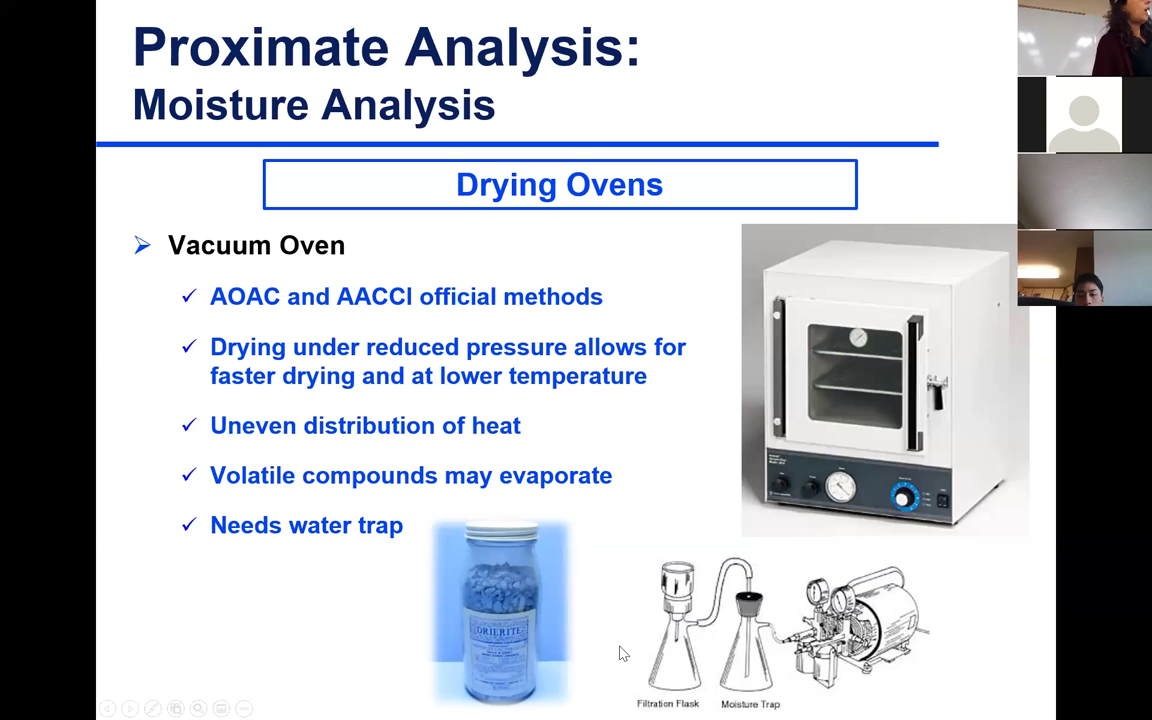 Proximate Analysis:
Moisture Analysis
Drying Ovens
Vacuum Oven
AOAC and AACCI official methods
Drying under reduced pressure allows for
faster drying and at lower temperature
Uneven distribution of heat
Volatile compounds may evaporate
Needs water trap
DRIERITE
Filtration Flask
Moisture Trap